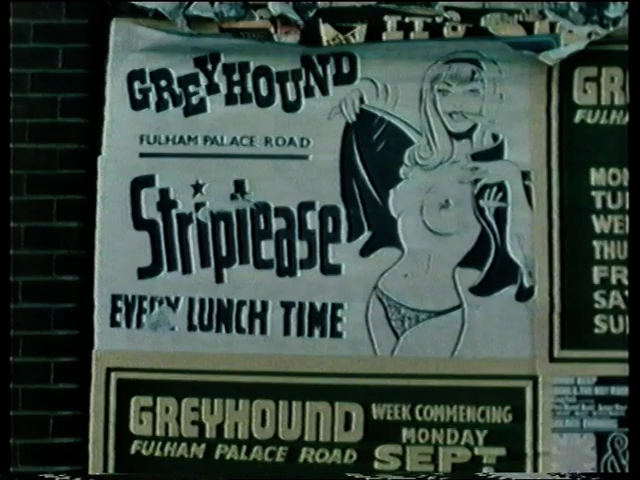 IT'S
GREYHOUND
FULHAM PALACE ROAD
Striptease
EVERY LUNCH TIME
GREYHOUND
FULHAM PALACE ROAD
WEEK COMMENCING
MONDAY
SEPT
GR
FULHA
MON
TUE
WE
THU
FR
SA
SU
&